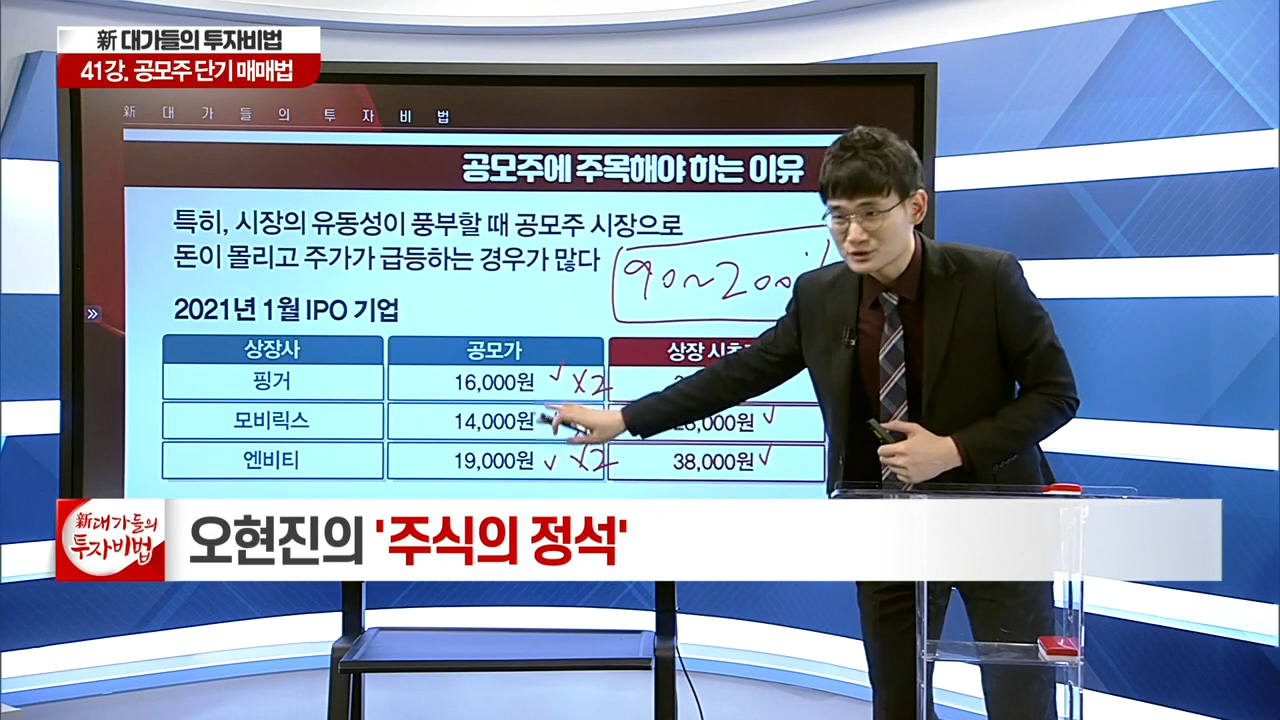 新 대가들의 투자비법
41강. 공모주 단기 매매법
新 대 가 들 의 투 자 비 법
공모주에 주목해야 하는 이유
특히, 시장의 유동성이 풍부할 때 공모주 시장으로
돈이 몰리고 주가가 급등하는 경우가 많다
90~200%
2021년 1월 IPO 기업
상장사 공모가 상장
핑거 16,000원 ×2
모비릭스 14,000원
엔비티 19,000원 ×2 38,000원
新 대가들의
투자비법
오현진의 '주식의 정석'